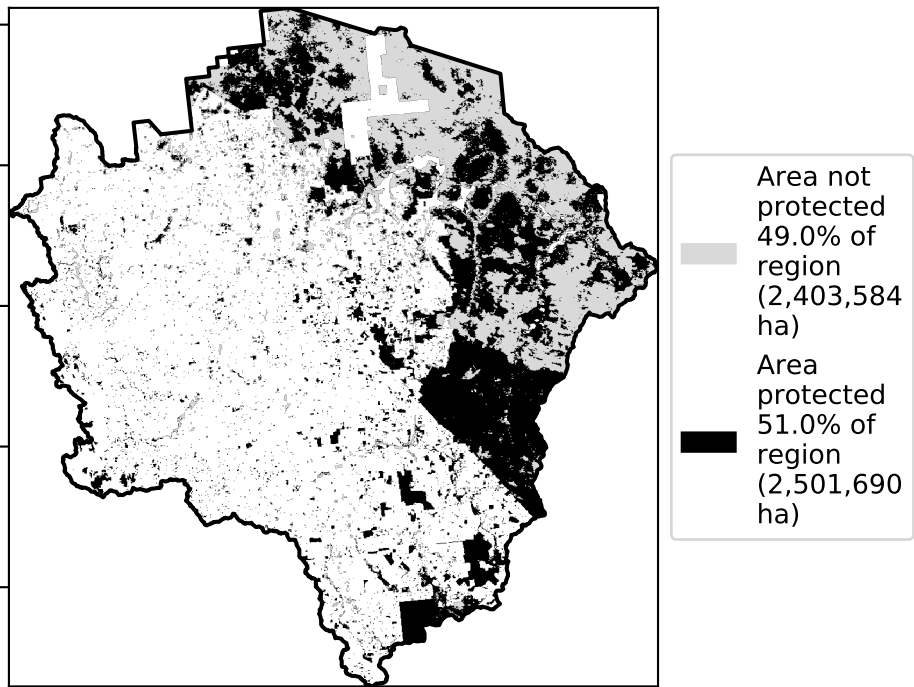 Area not
protected
49.0% of
region
(2,403,584
ha)
Area
protected
51.0% of
region
(2,501,690
ha)